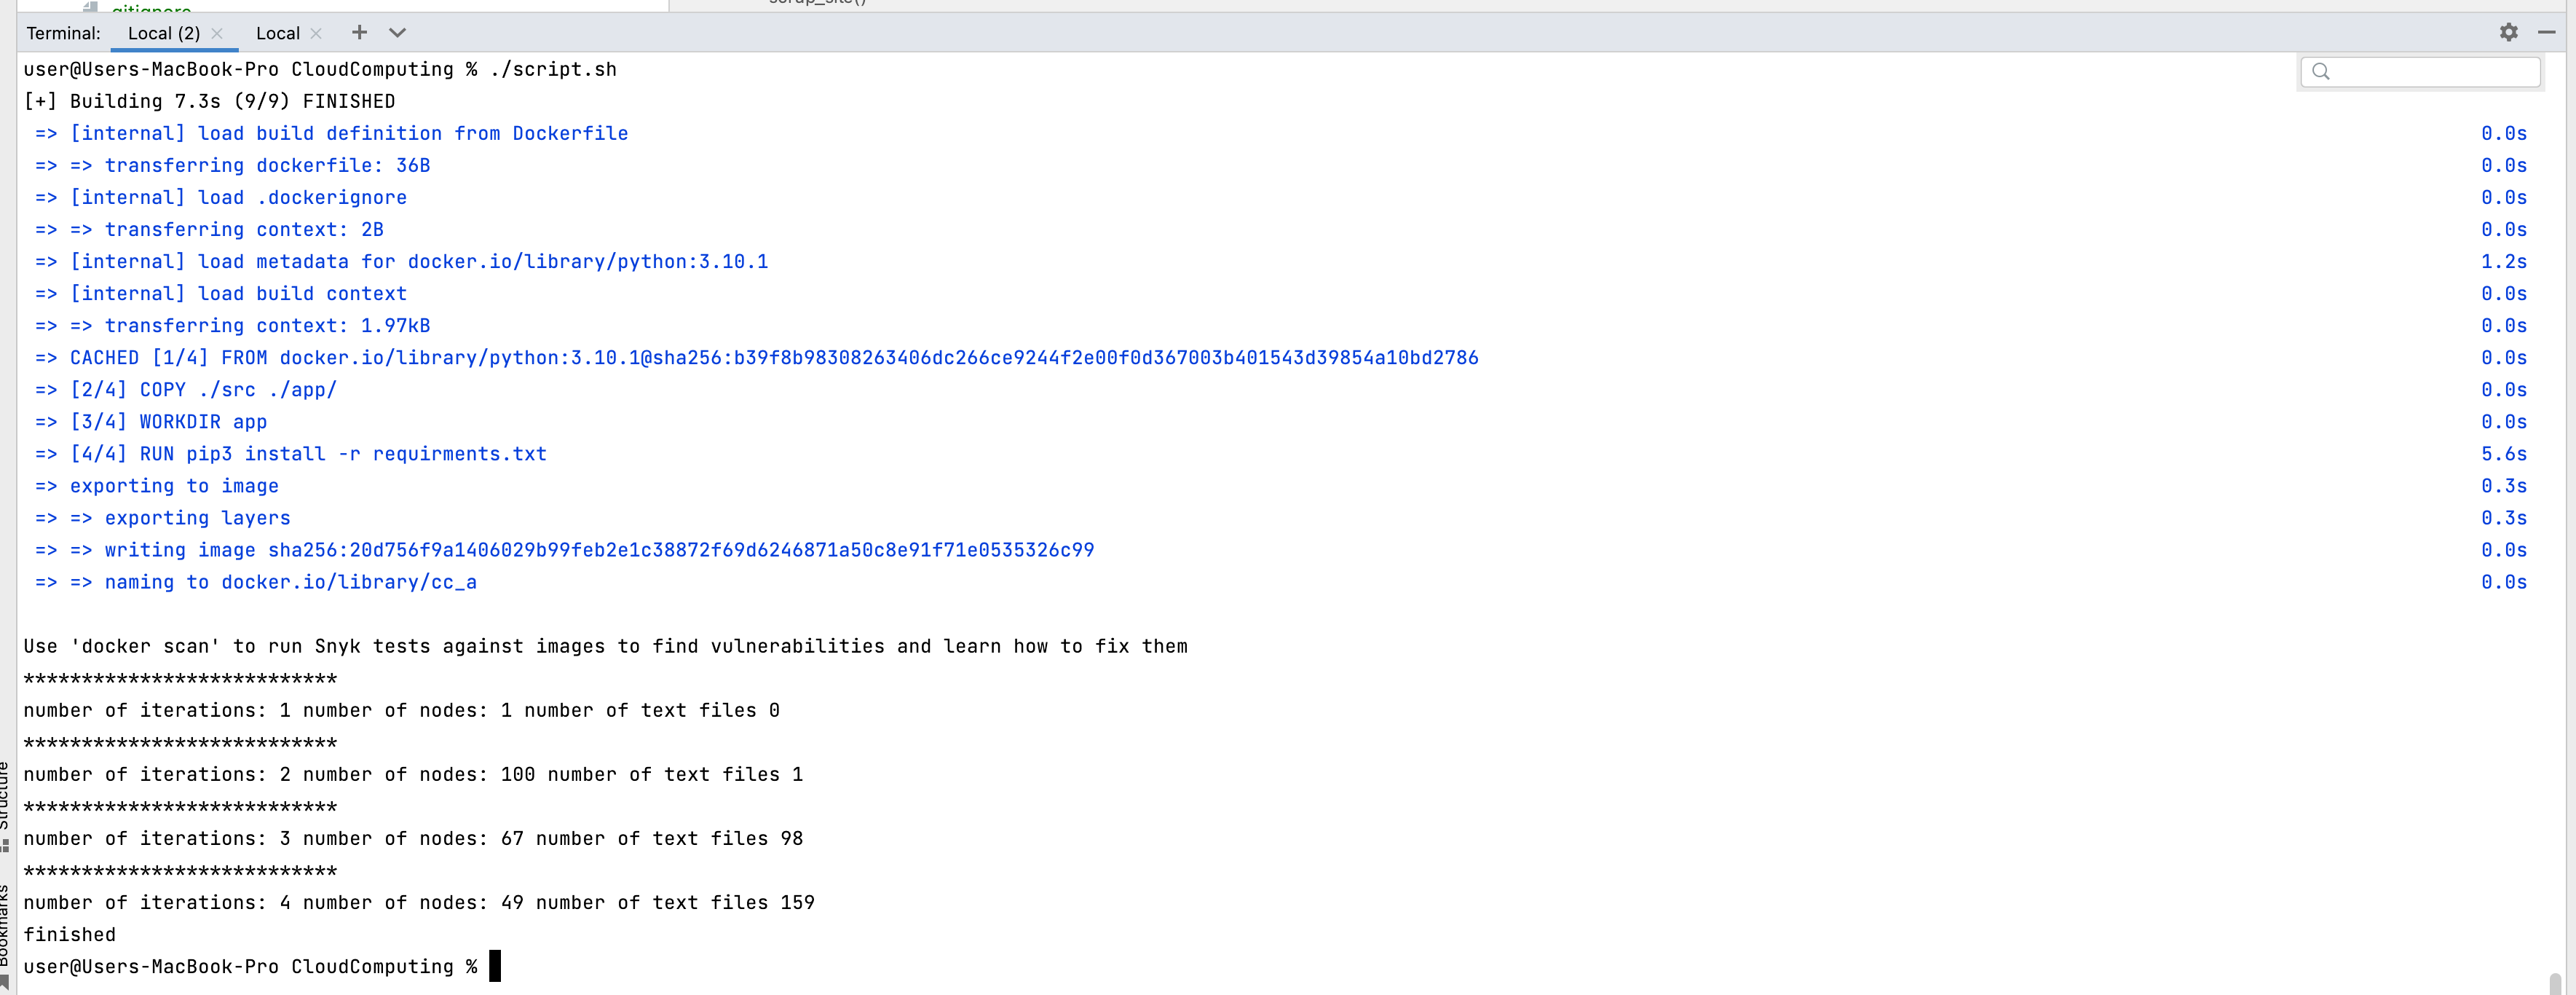 Terminal: Local (2) Local
user@Users-MacBook-Pro CloudComputing % ./script.sh
[+] Building 7.3s (9/9) FINISHED
=> [internal] load build definition from Dockerfile 0.0s
=> => transferring dockerfile: 36B 0.0s
=> [internal] load .dockerignore 0.0s
=> => transferring context: 2B 0.0s
=> [internal] load metadata for docker.io/library/python:3.10.1 1.2s
=> [internal] load build context 0.0s
=> => transferring context: 1.97kB 0.0s
=> CACHED [1/4] FROM docker.io/library/python:3.10.1@sha256:b39f8b98308263406dc266ce9244f2e00f0d367003b401543d39854a10bd2786 0.0s
=> [2/4] COPY ./src ./app/ 0.0s
=> [3/4] WORKDIR app 0.0s
=> [4/4] RUN pip3 install -r requirments.txt 5.6s
=> exporting to image 0.3s
=> => exporting layers 0.3s
=> => writing image sha256:20d756f9a1406029b99feb2e1c38872f69d6246871a50c8e91f71e0535326c99 0.0s
=> => naming to docker.io/library/cc_a 0.0s
Use 'docker scan' to run Snyk tests against images to find vulnerabilities and learn how to fix them
***************************
number of iterations: 1 number of nodes: 1 number of text files 0
***************************
number of iterations: 2 number of nodes: 100 number of text files 1
***************************
number of iterations: 3 number of nodes: 67 number of text files 98
***************************
number of iterations: 4 number of nodes: 49 number of text files 159
finished
user@Users-MacBook-Pro CloudComputing %
Structure
Bookmarks